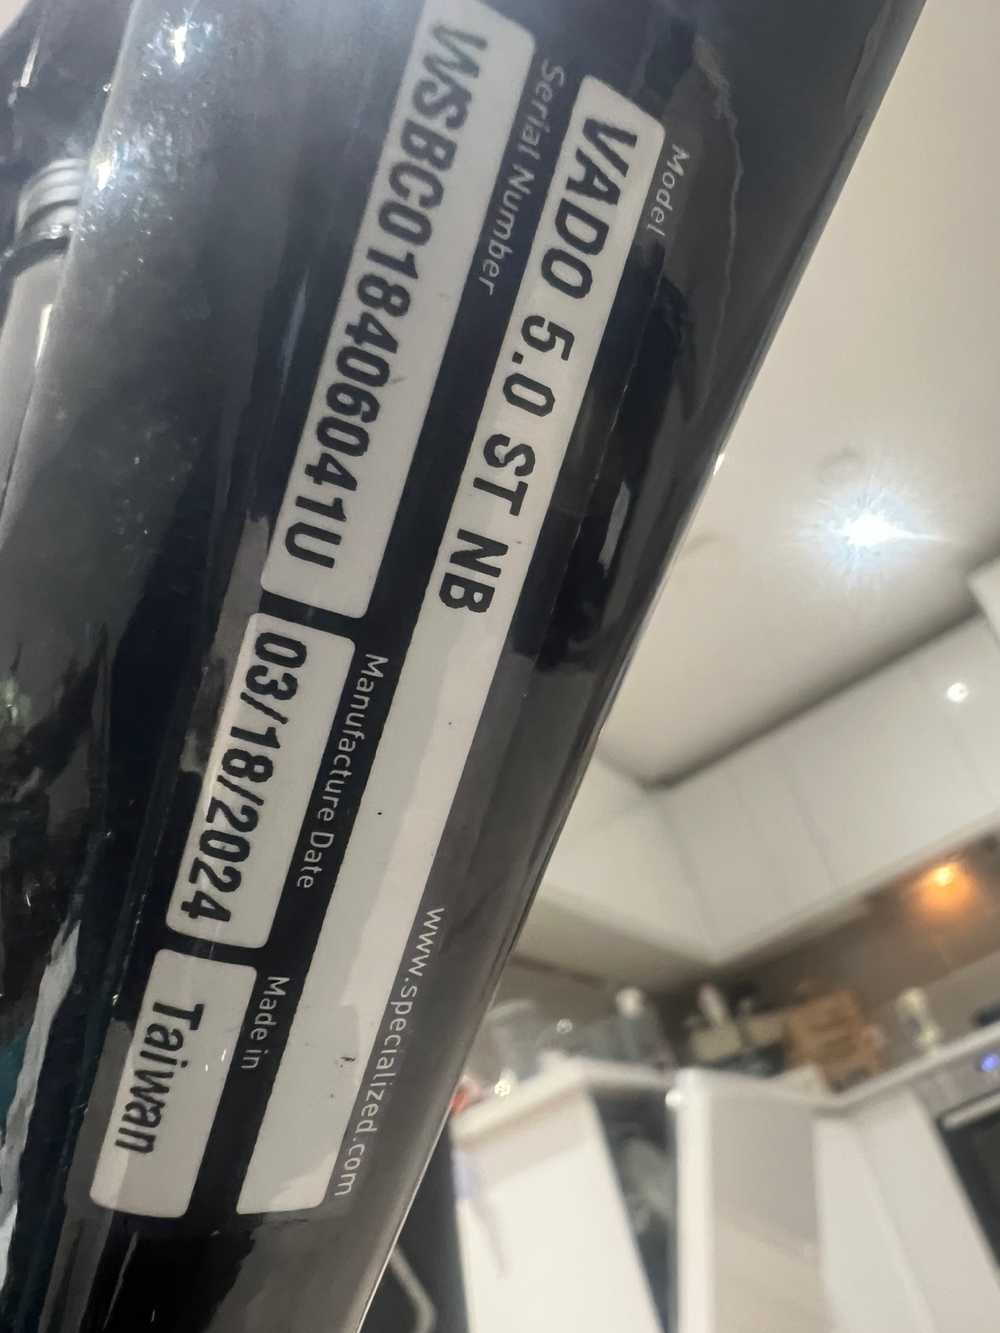 Model
VADO 5.0 ST NB
Serial Number
WSBC018406041U
Manufacture Date
03/18/2024
Made in
Taiwan
www.specialized.com